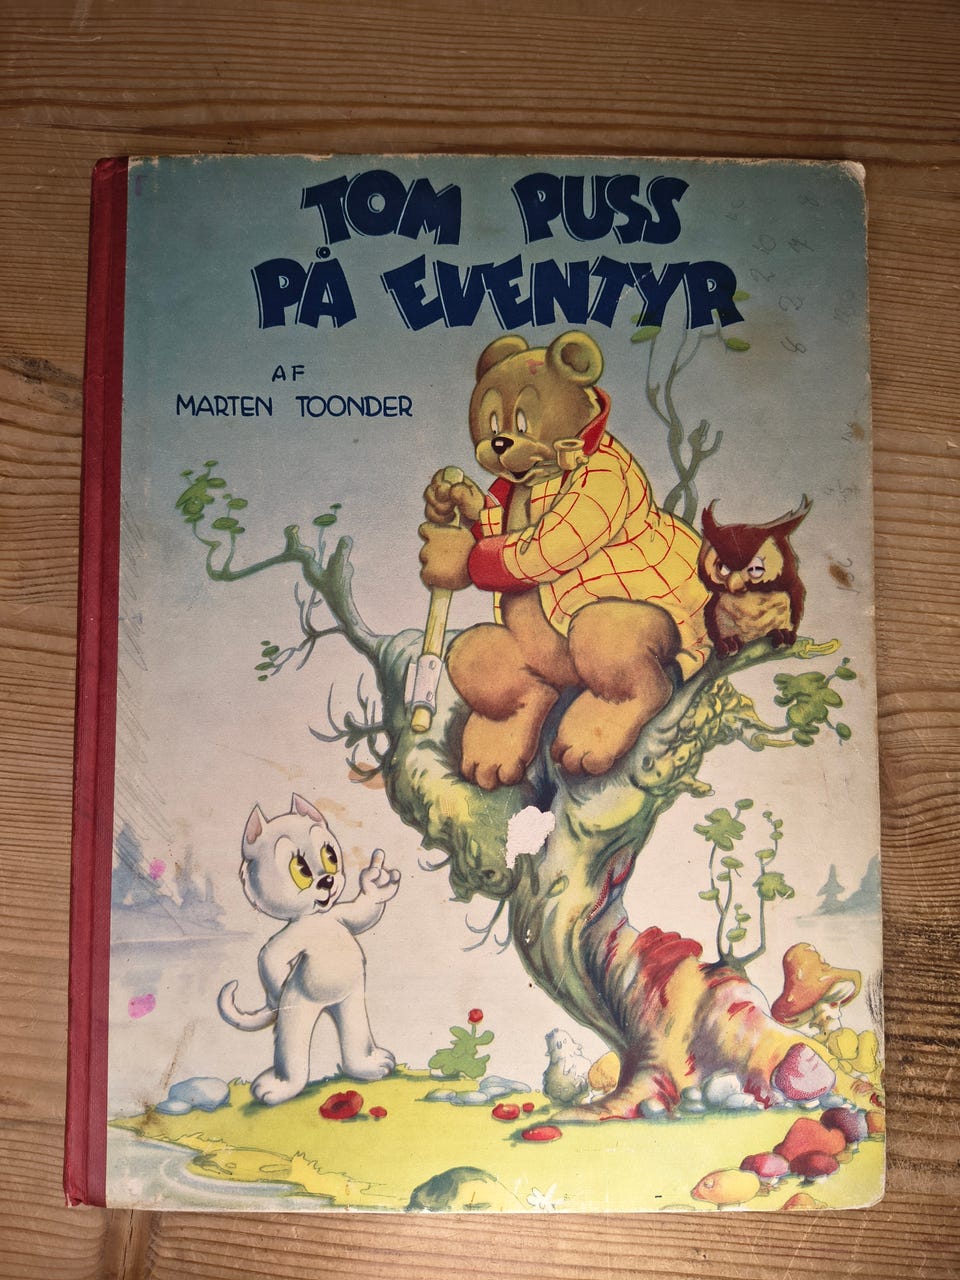 TOM PUSS
PÅ EVENTYR
AF
MARTEN TOONDER